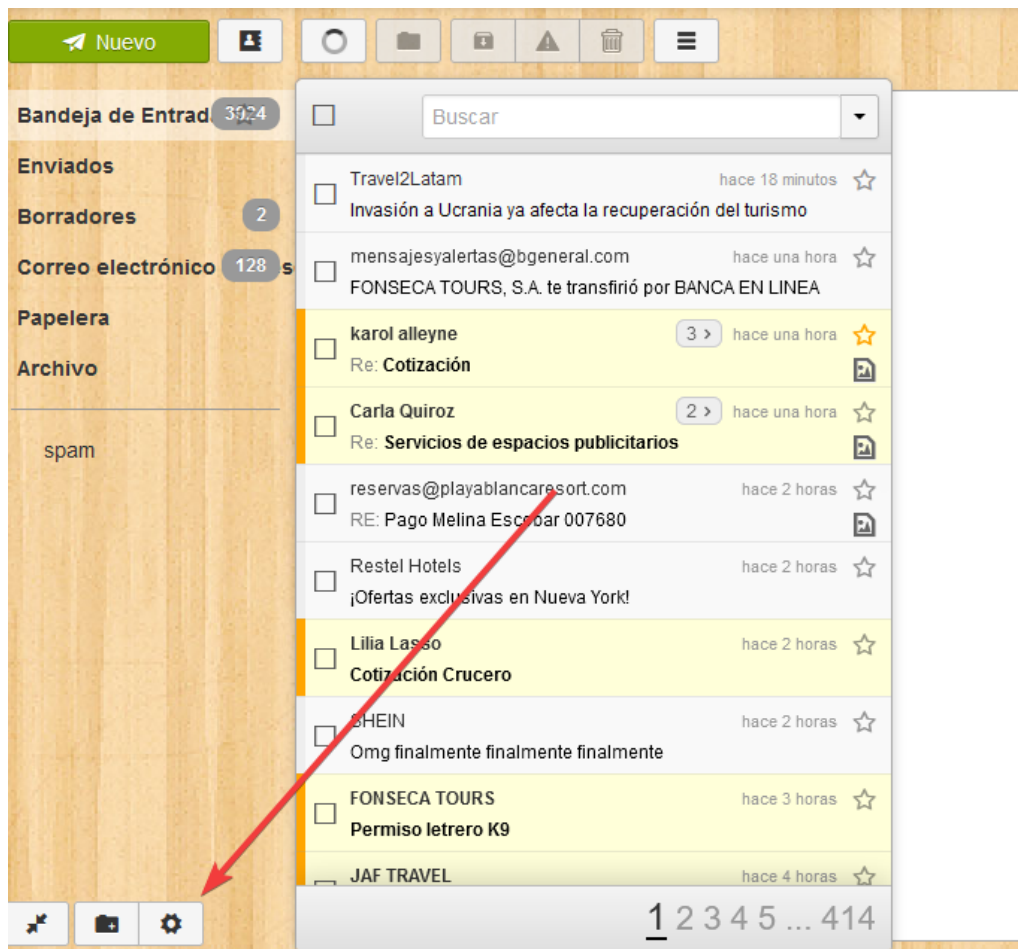 Nuevo
Bandeja de Entrad. 3924
Enviados
Borradores 2
Correo electrónico 128 s
Papelera
Archivo
spam
Buscar
Travel2Latam hace 18 minutos
Invasión a Ucrania ya afecta la recuperación del turismo
mensajesyalertas@bgeneral.com hace una hora
FONSECA TOURS, S.A. te transfirió por BANCA EN LINEA
karol alleyne 3 > hace una hora
Re: Cotización
Carla Quiroz 2 > hace una hora
Re: Servicios de espacios publicitarios
reservas@playablancaresort.com hace 2 horas
RE: Pago Melina Escobar 007680
Restel Hotels hace 2 horas
¡Ofertas exclusivas en Nueva York!
Lilia Lasso hace 2 horas
Cotización Crucero
SHEIN hace 2 horas
Omg finalmente finalmente finalmente
FONSECA TOURS hace 3 horas
Permiso letrero K9
JAF TRAVEL hace 4 horas
1 2 3 4 5 ... 414